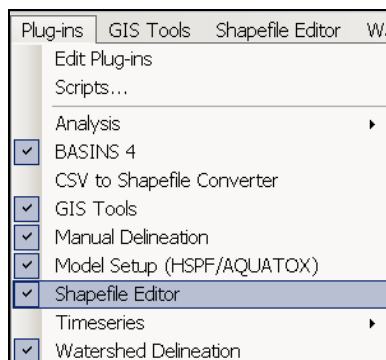 Plug-ins GIS Tools Shapefile Editor
Edit Plug-ins
Scripts...
Analysis
BASINS 4
CSV to Shapefile Converter
GIS Tools
Manual Delineation
Model Setup (HSPF/AQUATOX)
Shapefile Editor
Timeseries
Watershed Delineation